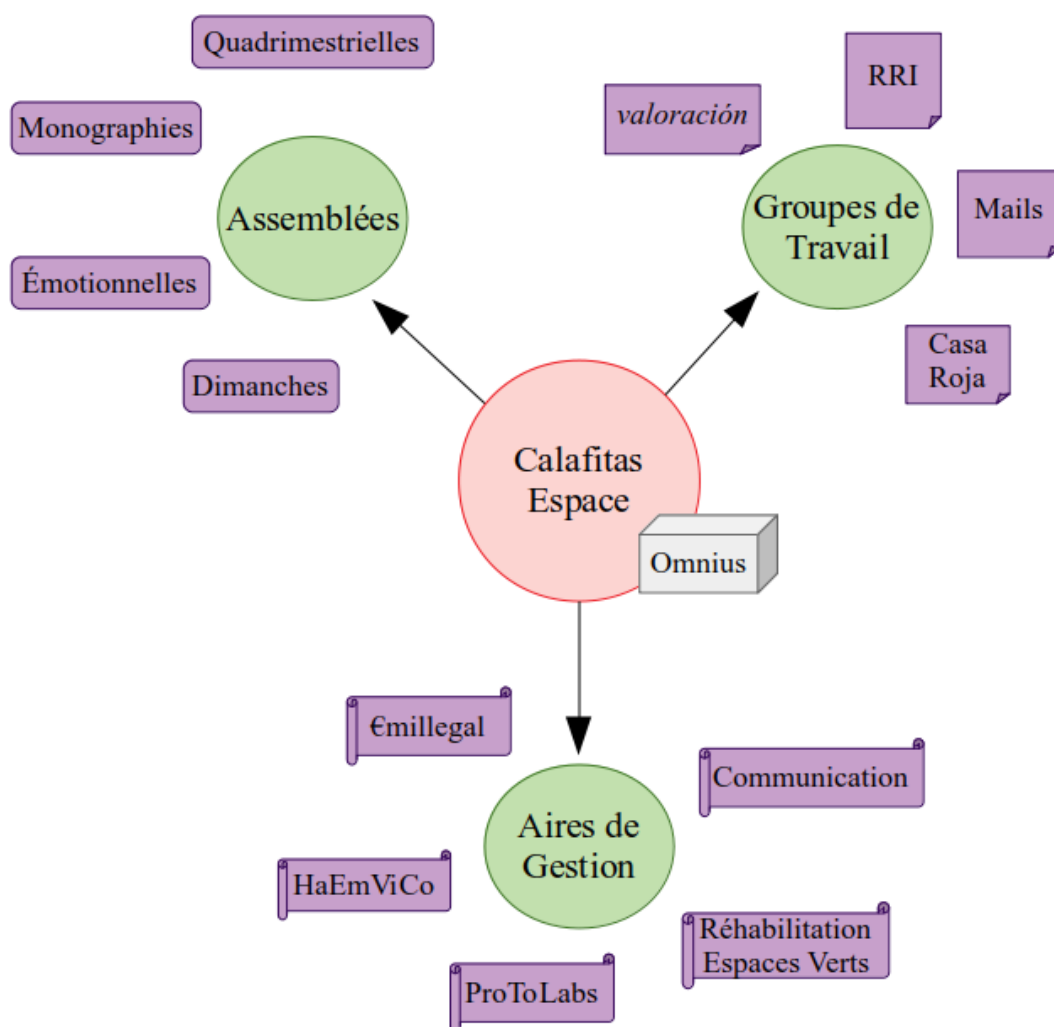 Quadrimestrielles
Monographies
Assemblées
Émotionnelles
Dimanches
RRI
valoración
Groupes de
Travail
Mails
Casa
Roja
Calafitas
Espace
Omnius
€millegal
Communication
Aires de
Gestion
HaEmViCo
Réhabilitation
Espaces Verts
ProToLabs